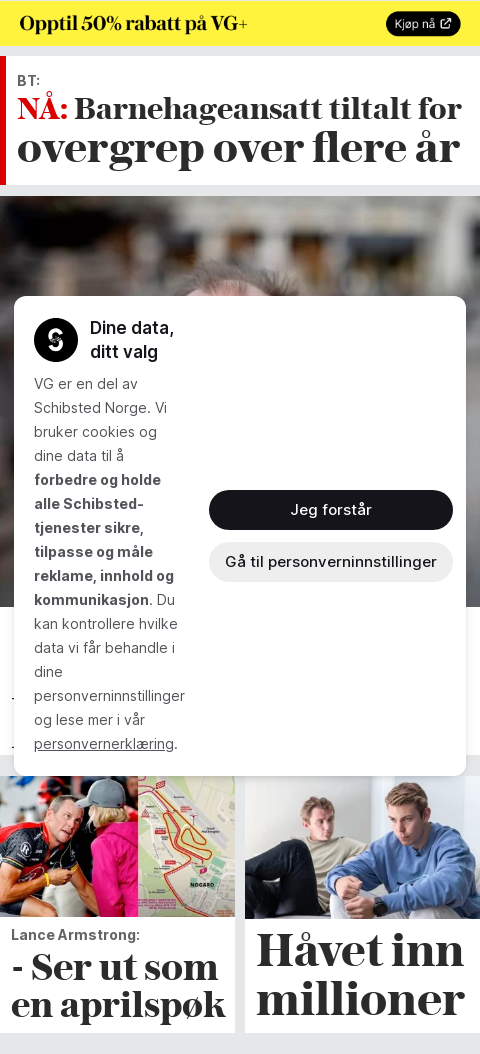 Opptil 50% rabatt på VG+
Kjøp nå
BT:
NÅ: Barnehageansatt tiltalt for
overgrep over flere år
Dine data,
ditt valg
VG er en del av
Schibsted Norge. Vi
bruker cookies og
dine data til å
forbedre og holde
alle Schibsted-
tjenester sikre,
tilpasse og måle
reklame, innhold og
kommunikasjon. Du
kan kontrollere hvilke
data vi får behandle i
dine
personverninnstillinger
og lese mer i vår
personvernerklæring.
Jeg forstår
Gå til personverninnstillinger
NOGARO
Lance Armstrong:
- Ser ut som
en aprilspøk
Håvet inn
millioner